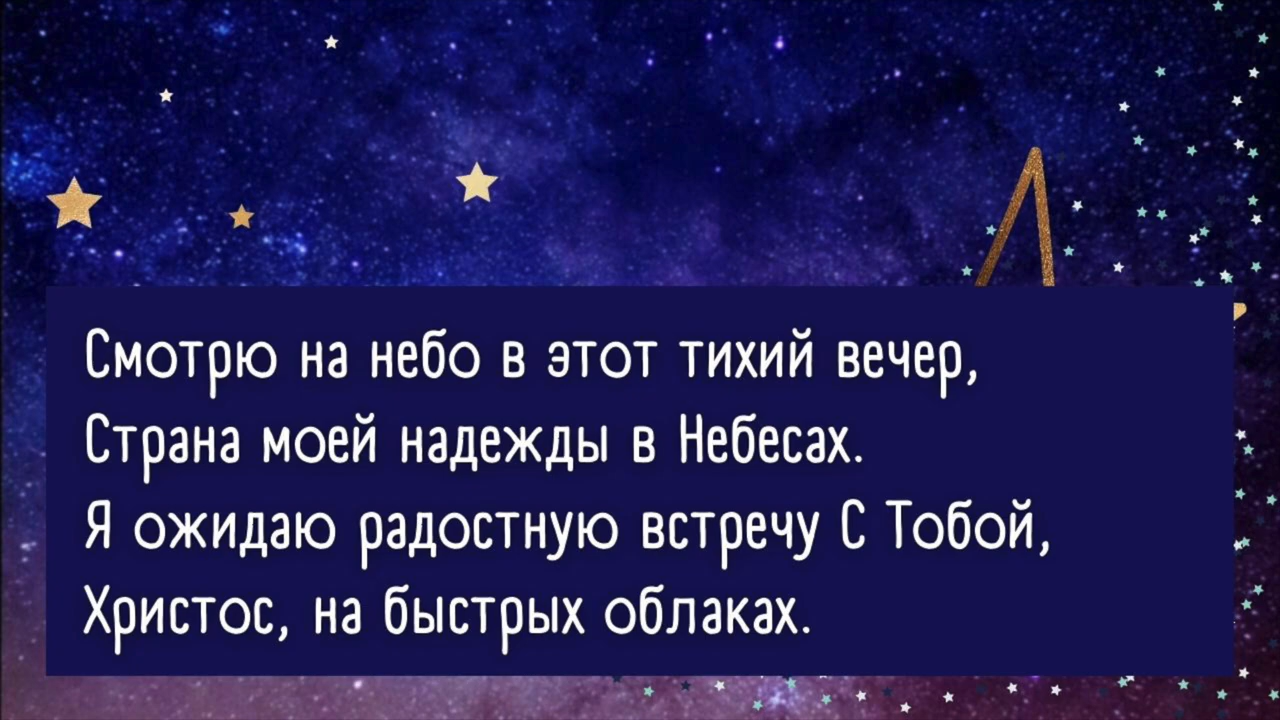 Смотрю на небо в этот тихий вечер,
Страна моей надежды в Небесах.
Я ожидаю радостную встречу С Тобой,
Христос, на быстрых облаках.